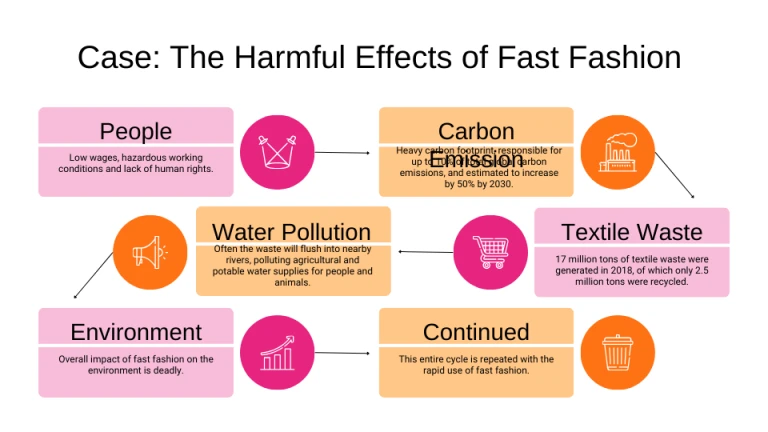 Case: The Harmful Effects of Fast Fashion
People
Low wages, hazardous working
conditions and lack of human rights.
Carbon
Emission
Heavy carbon footprint responsible for
up to 10% of total global carbon
emissions, and estimated to increase
by 50% by 2030.
Textile Waste
17 million tons of textile waste were
generated in 2018, of which only 2.5
million tons were recycled.
Water Pollution
Often the waste will flush into nearby
rivers, polluting agricultural and
potable water supplies for people and
animals.
Environment
Overall impact of fast fashion on the
environment is deadly.
Continued
This entire cycle is repeated with the
rapid use of fast fashion.